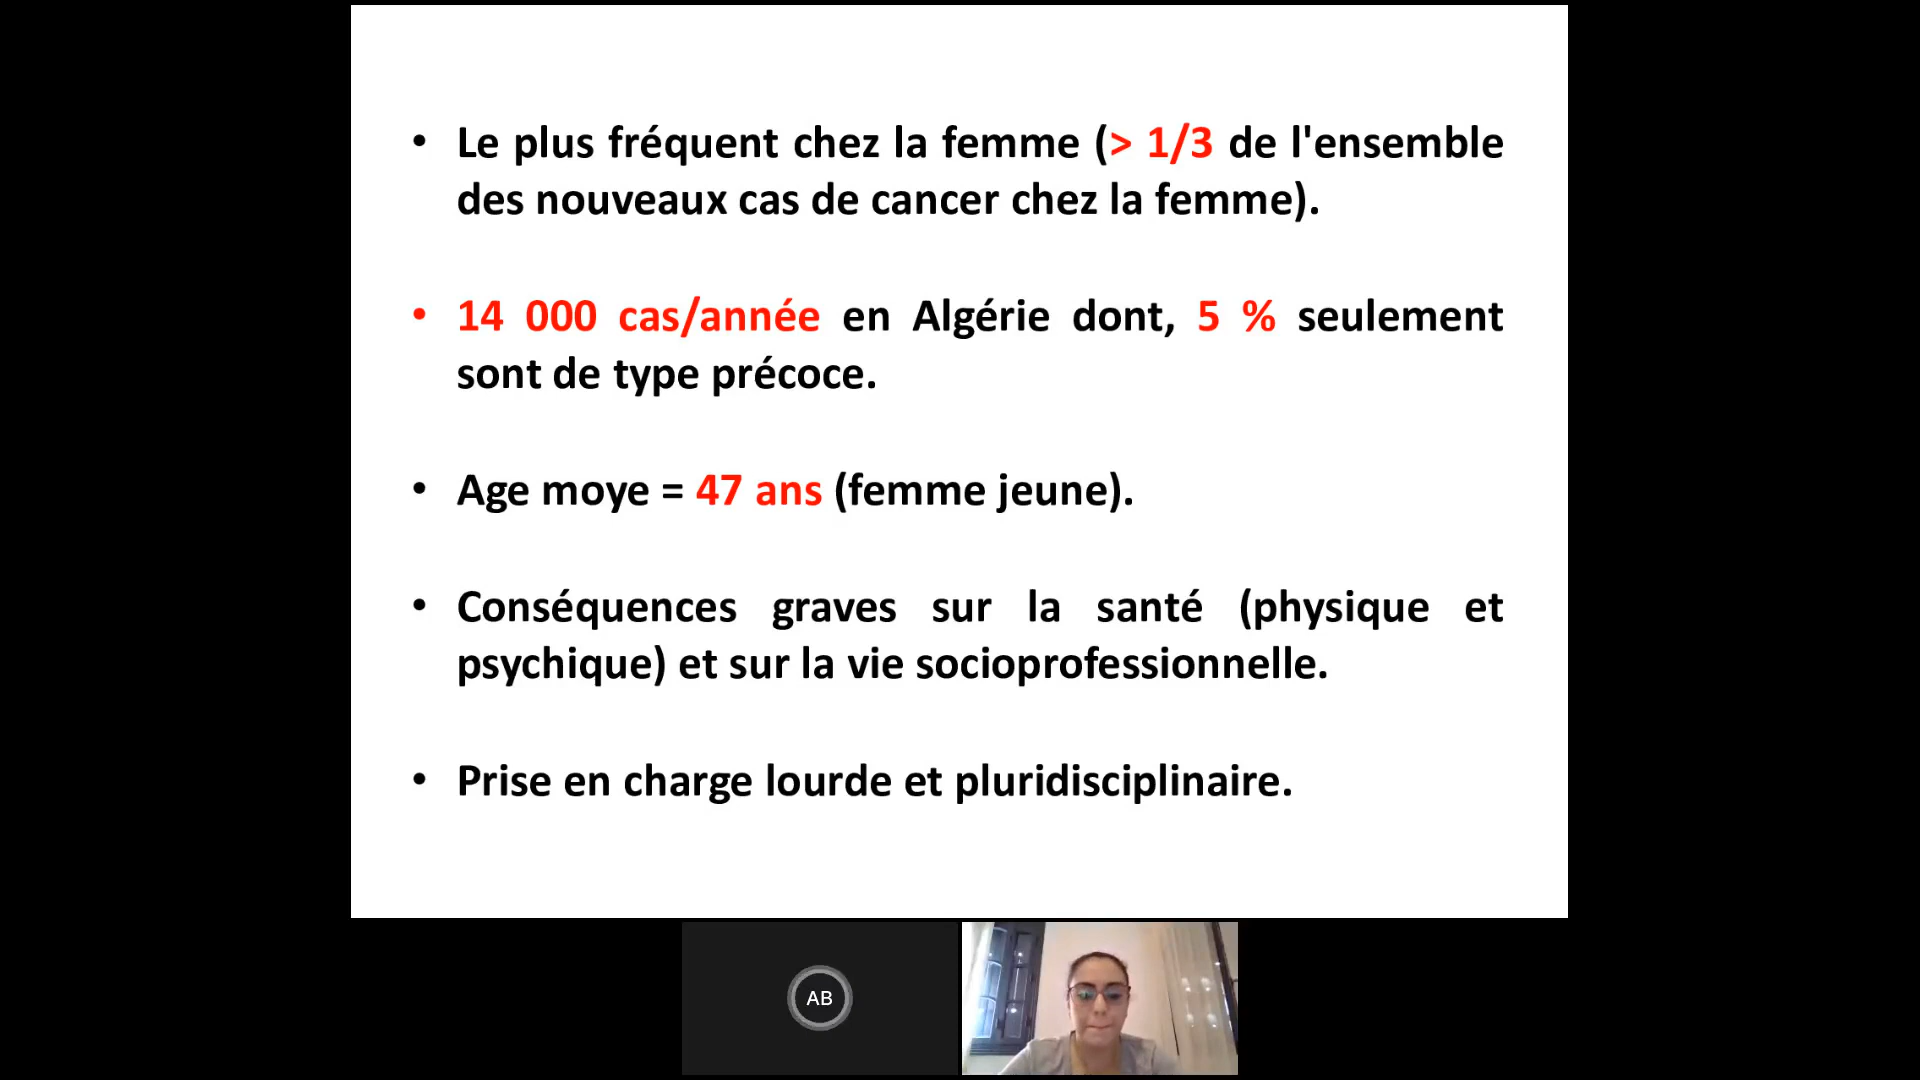 • Le plus fréquent chez la femme (> 1/3 de l'ensemble
des nouveaux cas de cancer chez la femme).
• 14 000 cas/année en Algérie dont, 5 % seulement
sont de type précoce.
• Age moye = 47 ans (femme jeune).
• Conséquences graves sur la santé (physique et
psychique) et sur la vie socioprofessionnelle.
• Prise en charge lourde et pluridisciplinaire.
AB